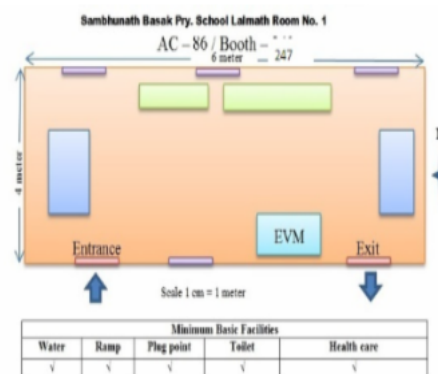 Sambhunath Basak Pry. School Lalmath Room No. 1
AC – 86 / Booth –
6 meter 247
4 meter
Entrance
EVM
Exit
Scale 1 cm = 1 meter
Minimum Basic Facilities
Water Ramp Plug point Toilet Health care
√ √ √ √ √